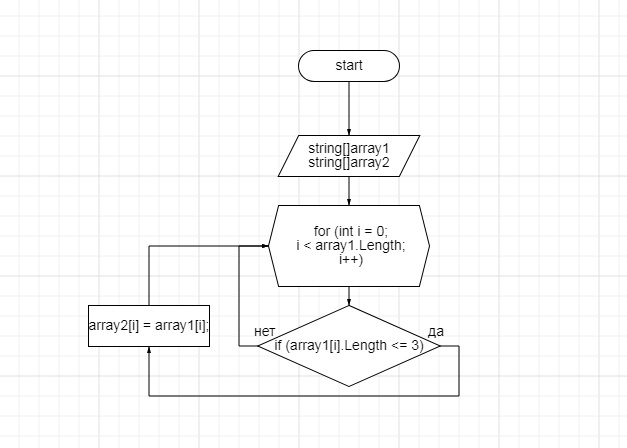 start
string[]array1
string[]array2
for (int i = 0;
i < array1.Length;
i++)
нет
да
if (array1[i].Length <= 3)
array2[i] = array1[i];